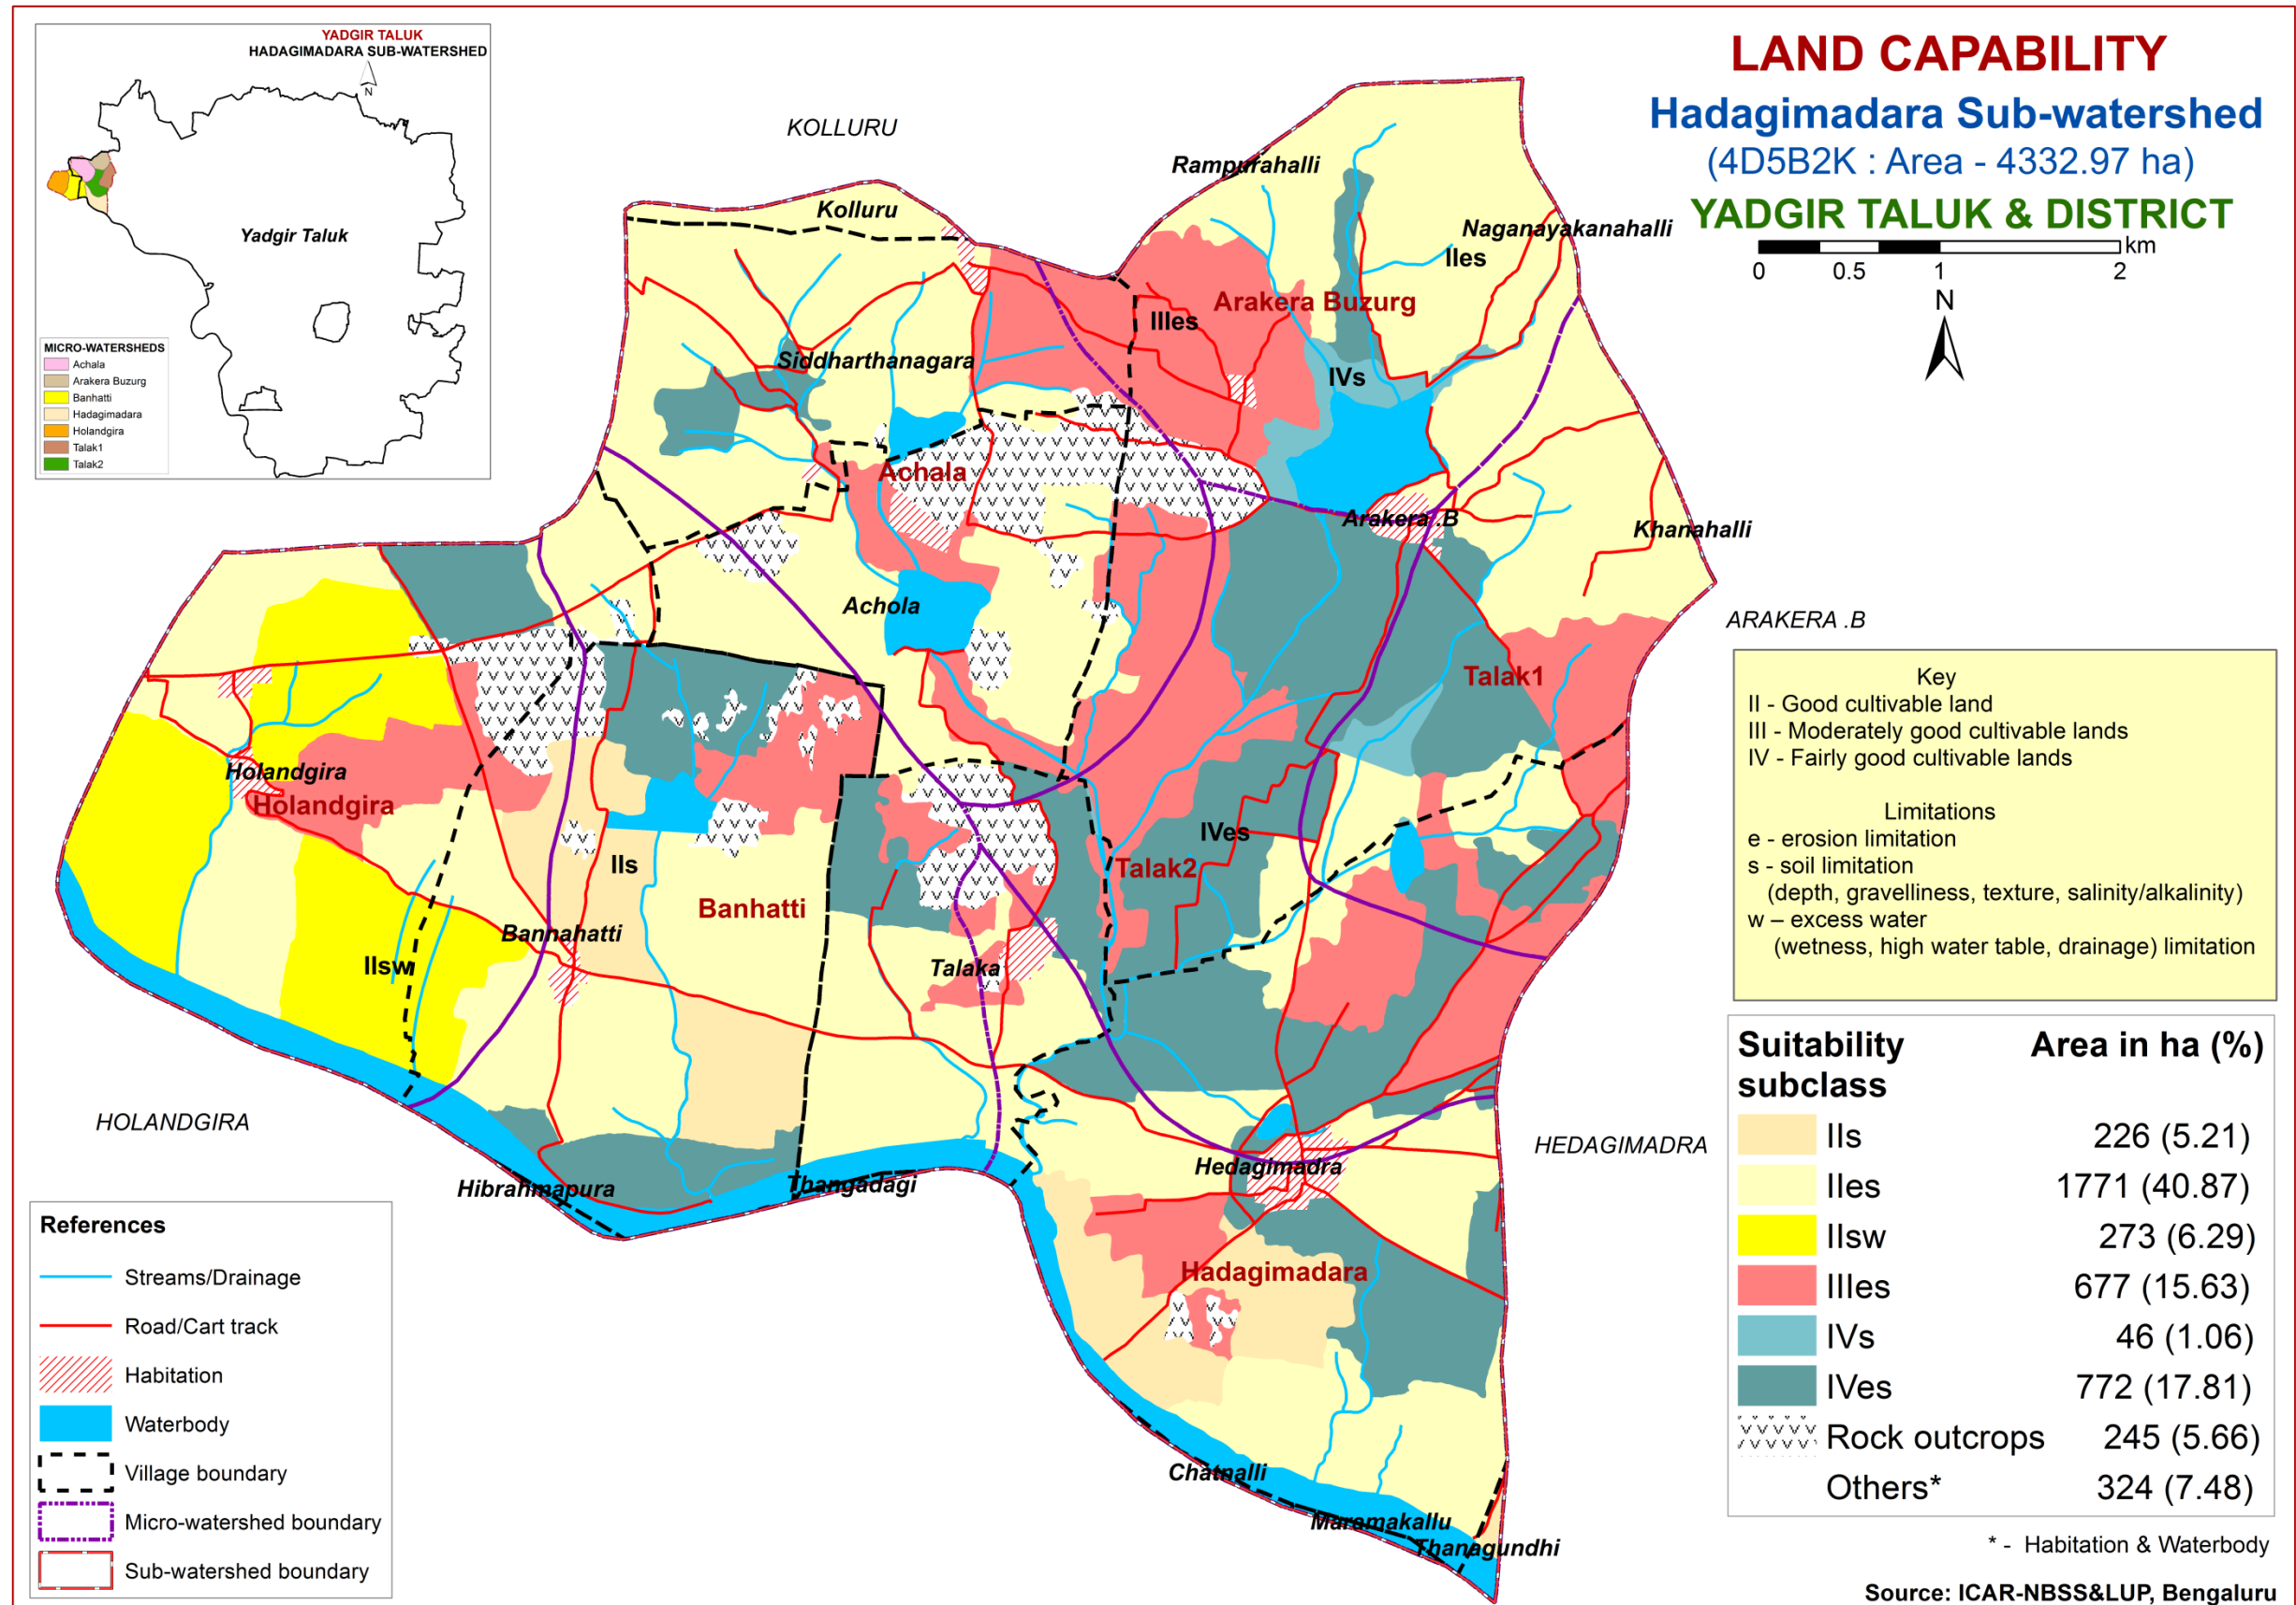 YADGIR TALUK
HADAGIMADARA SUB-WATERSHED
N
Yadgir Taluk
MICRO-WATERSHEDS
Achala
Arakera Buzurg
Banhatti
Hadagimadara
Holandgira
Talak1
Talak2
LAND CAPABILITY
Hadagimadara Sub-watershed
(4D5B2K : Area - 4332.97 ha)
YADGIR TALUK & DISTRICT
km
0 0.5 1 2
N
KOLLURU
Rampurahalli
Kolluru
Naganayakanahalli
IIes
Arakera Buzurg
IIIes
Siddharthanagara
IVs
Achala
Arakera .B
Khanahalli
Achola
ARAKERA .B
Talak1
Holandgira
Holandgira
IVes
IIs
Talak2
Banhatti
Bannahatti
IIsw
Talaka
HOLANDGIRA
HEDAGIMADRA
Hedagimadra
Hibrahmapura
Thangadagi
Hadagimadara
Chatnalli
Maramakallu
Thanagundhi
Key
II - Good cultivable land
III - Moderately good cultivable lands
IV - Fairly good cultivable lands
Limitations
e - erosion limitation
s - soil limitation
(depth, gravelliness, texture, salinity/alkalinity)
w – excess water
(wetness, high water table, drainage) limitation
Suitability subclass Area in ha (%)
IIs 226 (5.21)
IIes 1771 (40.87)
IIsw 273 (6.29)
IIIes 677 (15.63)
IVs 46 (1.06)
IVes 772 (17.81)
Rock outcrops 245 (5.66)
Others* 324 (7.48)
* - Habitation & Waterbody
Source: ICAR-NBSS&LUP, Bengaluru
References
Streams/Drainage
Road/Cart track
Habitation
Waterbody
Village boundary
Micro-watershed boundary
Sub-watershed boundary